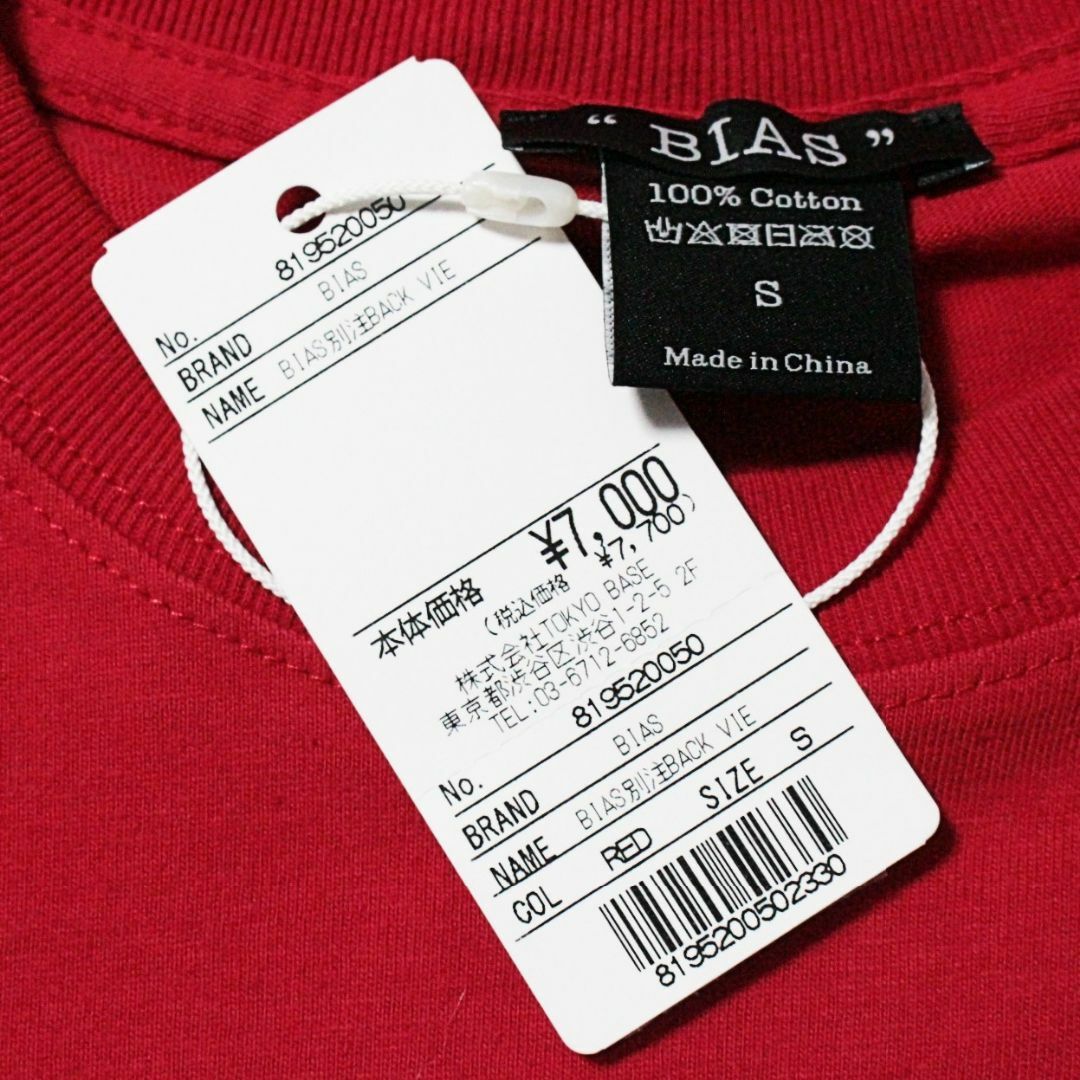 “ BIAS ”
100% Cotton
S
Made in China
No. 819520050
BRAND BIAS
NAME BIAS別注BACK VIE
本体価格 ¥7,000
(税込価格 ¥7,700)
株式会社TOKYO BASE
東京都渋谷区渋谷1-2-5 2F
TEL:03-6712-6852
No. 819520050
BRAND BIAS
NAME BIAS別注BACK VIE
COL RED SIZE S
8195200502330